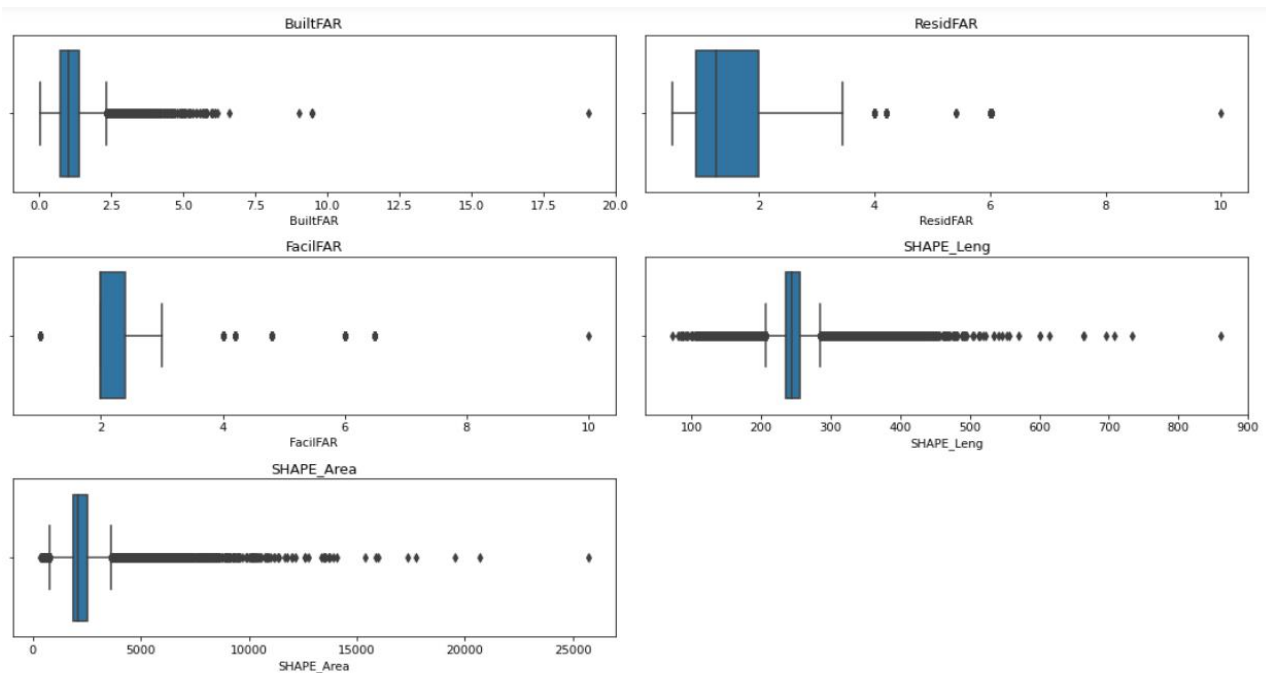 BuiltFAR
0.0 2.5 5.0 7.5 10.0 12.5 15.0 17.5 20.0
BuiltFAR
ResidFAR
2 4 6 8 10
ResidFAR
FacilFAR
2 4 6 8 10
FacilFAR
SHAPE_Leng
100 200 300 400 500 600 700 800 900
SHAPE_Leng
SHAPE_Area
0 5000 10000 15000 20000 25000
SHAPE_Area